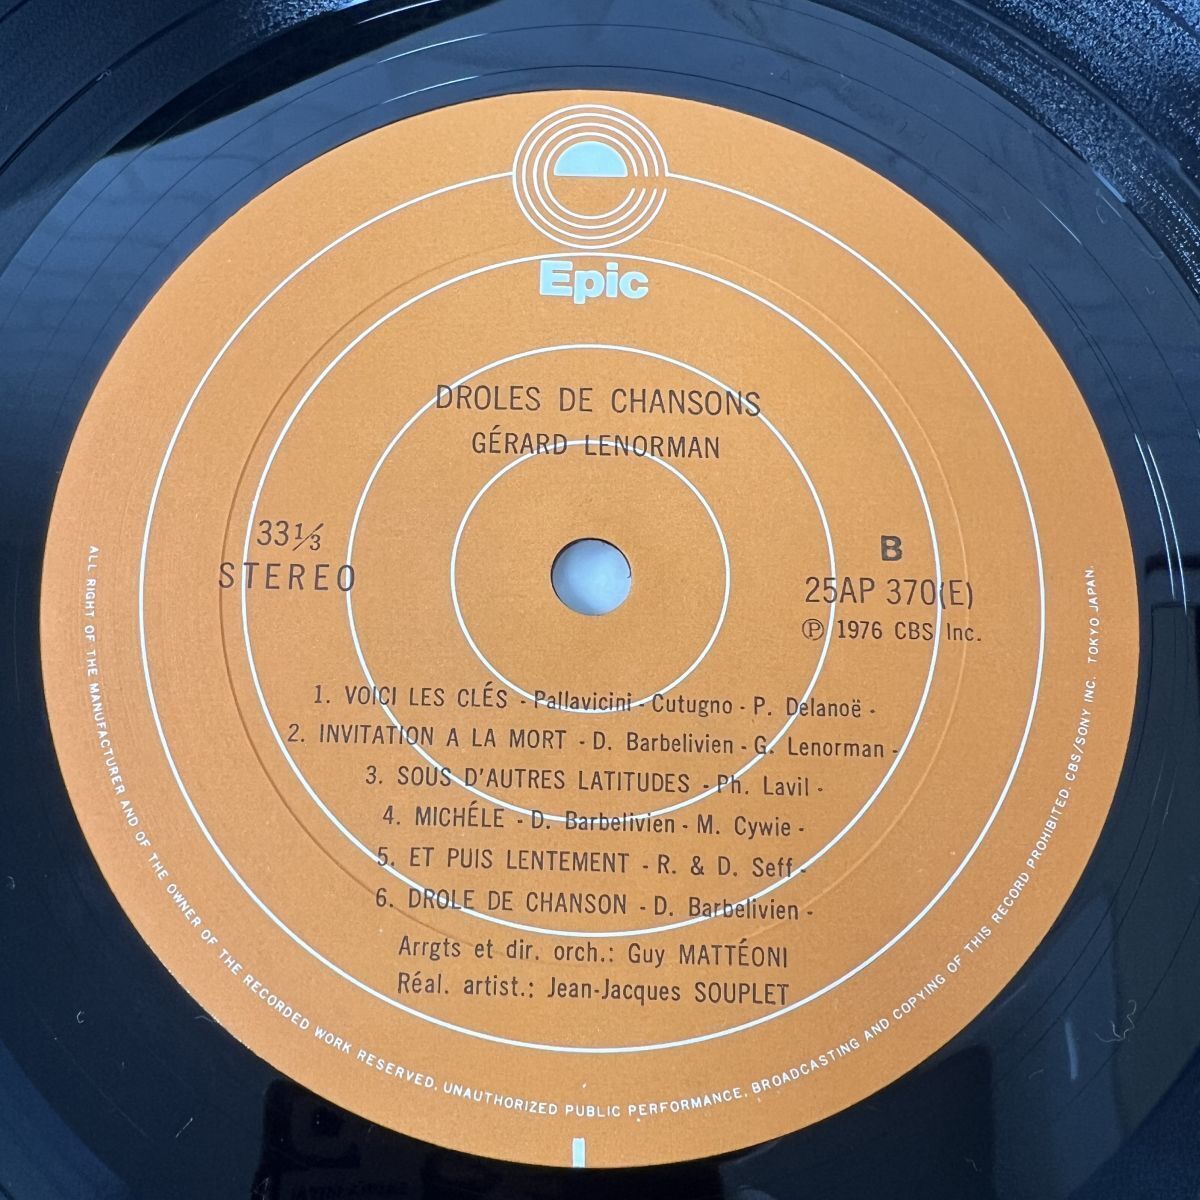 Epic
DROLES DE CHANSONS
GÉRARD LENORMAN
33⅓
STEREO
B
25AP 370(E)
Ⓟ 1976 CBS Inc.
1. VOICI LES CLÉS - Pallavicini - Cutugno - P. Delanoë -
2. INVITATION A LA MORT - D. Barbelivien - G. Lenorman -
3. SOUS D'AUTRES LATITUDES - Ph. Lavil -
4. MICHÉLE - D. Barbelivien - M. Cywie -
5. ET PUIS LENTEMENT - R. & D. Seff -
6. DROLE DE CHANSON - D. Barbelivien -
Arrgts et dir. orch.: Guy MATTÉONI
Réal. artist.: Jean-Jacques SOUPLET
ALL RIGHT OF THE MANUFACTURER AND OF THE OWNER OF THE RECORDED WORK RESERVED. UNAUTHORIZED PUBLIC PERFORMANCE, BROADCASTING AND COPYING OF THIS RECORD PROHIBITED. CBS/SONY INC. TOKYO JAPAN.